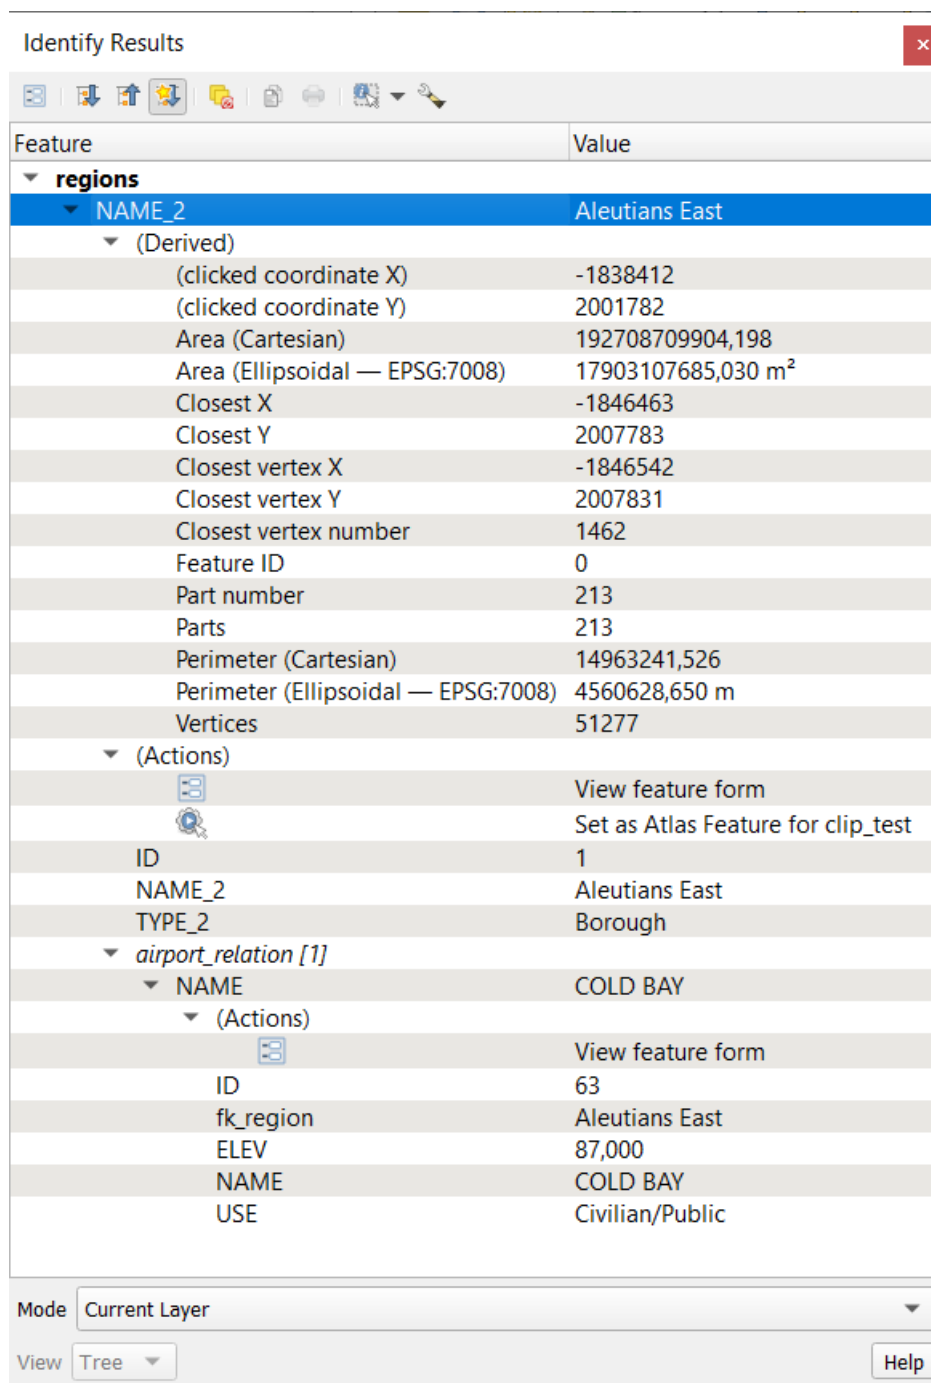 Identify Results
Feature Value
regions
NAME_2 Aleutians East
(Derived)
(clicked coordinate X) -1838412
(clicked coordinate Y) 2001782
Area (Cartesian) 192708709904,198
Area (Ellipsoidal — EPSG:7008) 17903107685,030 m²
Closest X -1846463
Closest Y 2007783
Closest vertex X -1846542
Closest vertex Y 2007831
Closest vertex number 1462
Feature ID 0
Part number 213
Parts 213
Perimeter (Cartesian) 14963241,526
Perimeter (Ellipsoidal — EPSG:7008) 4560628,650 m
Vertices 51277
(Actions)
View feature form
Set as Atlas Feature for clip_test
ID 1
NAME_2 Aleutians East
TYPE_2 Borough
airport_relation [1]
NAME COLD BAY
(Actions)
View feature form
ID 63
fk_region Aleutians East
ELEV 87,000
NAME COLD BAY
USE Civilian/Public
Mode Current Layer
View Tree Help